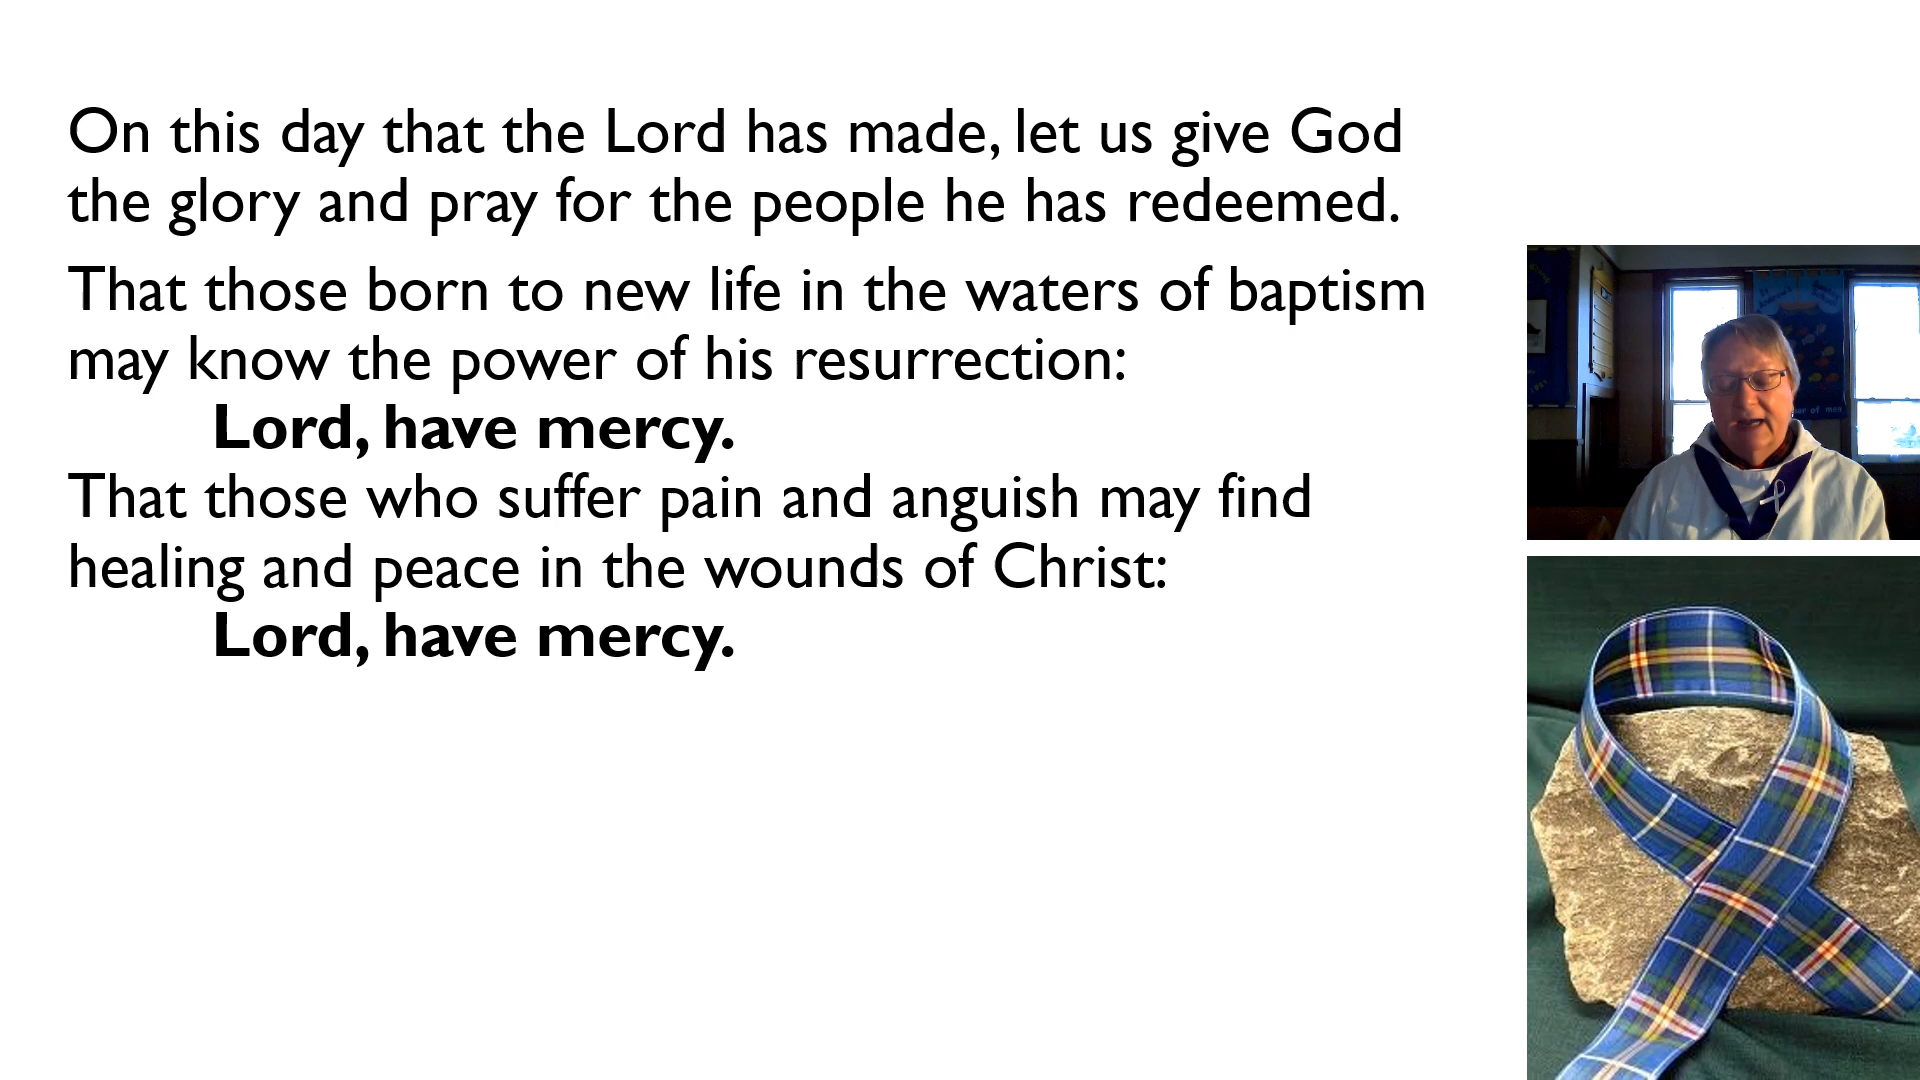 On this day that the Lord has made, let us give God
the glory and pray for the people he has redeemed.
That those born to new life in the waters of baptism
may know the power of his resurrection:
Lord, have mercy.
That those who suffer pain and anguish may find
healing and peace in the wounds of Christ:
Lord, have mercy.
of men